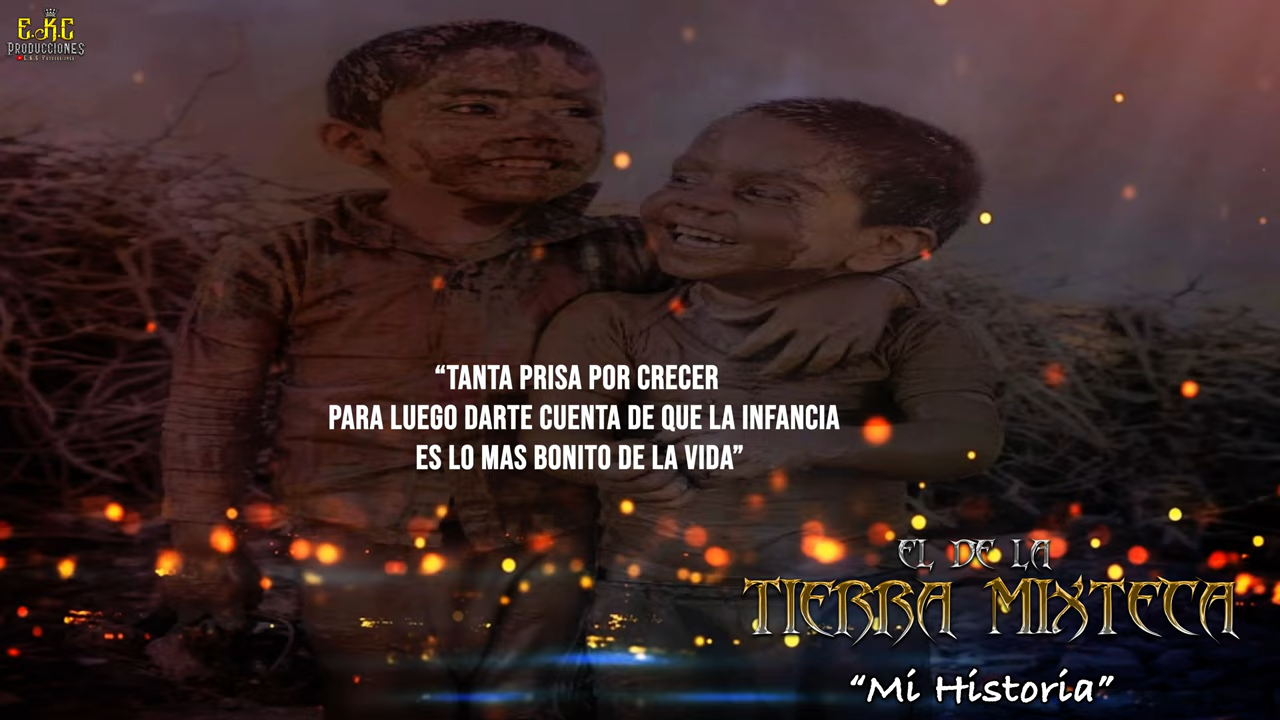 E.K.C
PRODUCCIONES
E.K.C PRODUCCIONES
“TANTA PRISA POR CRECER
PARA LUEGO DARTE CUENTA DE QUE LA INFANCIA
ES LO MAS BONITO DE LA VIDA”
EL DE LA
TIERRA MIXTECA
“Mi Historia”